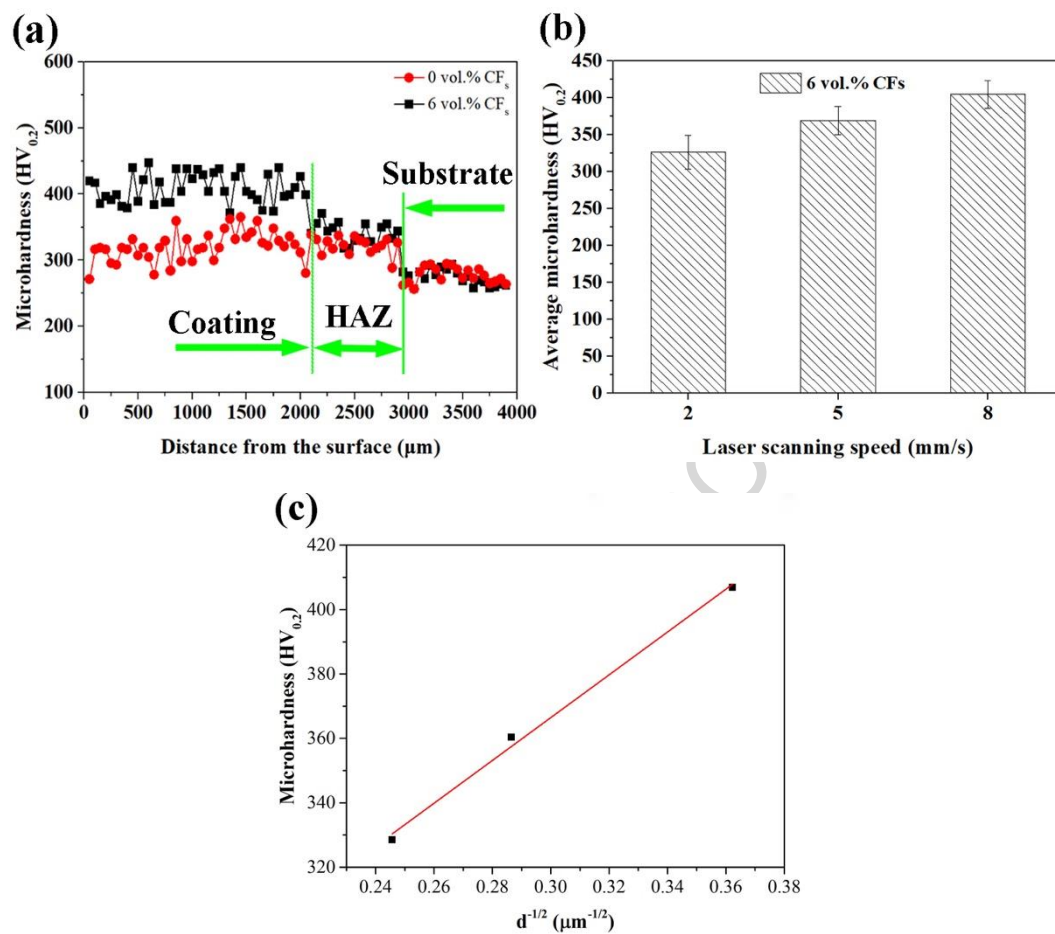 (a)
600
500
400
300
200
100
Microhardness (HV0.2)
0 vol.% CFs
6 vol.% CFs
Substrate
Coating
HAZ
0 500 1000 1500 2000 2500 3000 3500 4000
Distance from the surface (μm)
(b)
450
400
350
300
250
200
150
100
50
0
Average microhardness (HV0.2)
6 vol.% CFs
2 5 8
Laser scanning speed (mm/s)
(c)
420
400
380
360
340
320
Microhardness (HV0.2)
0.24 0.26 0.28 0.30 0.32 0.34 0.36 0.38
d-1/2 (μm-1/2)